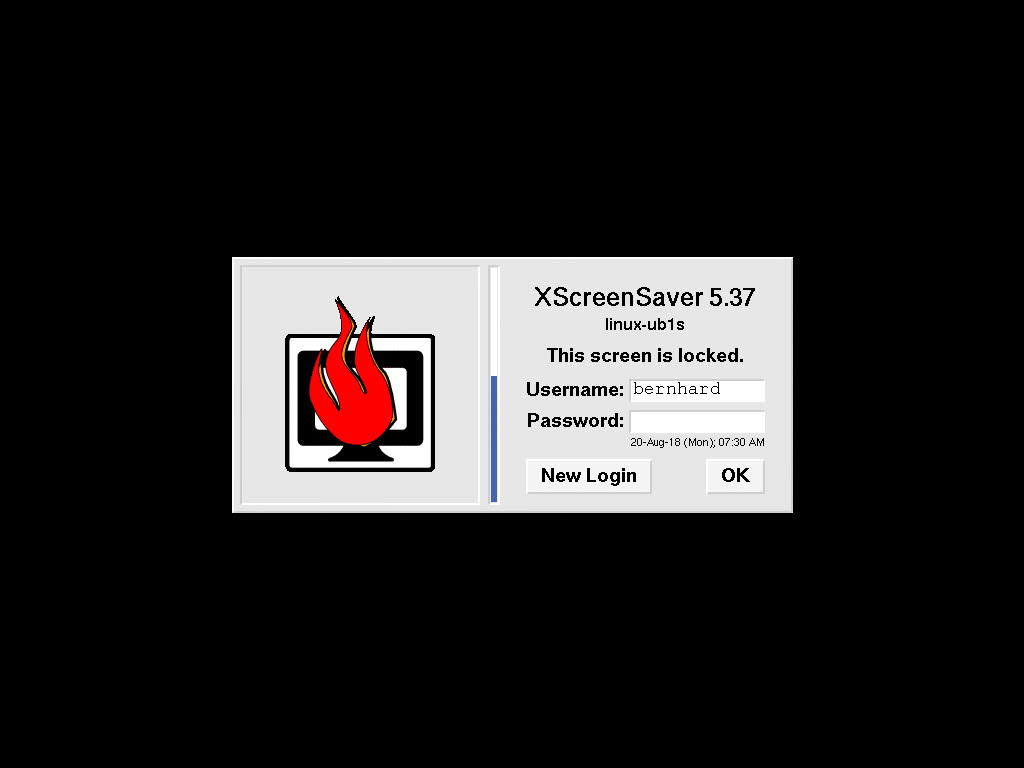 XScreenSaver 5.37
linux-ub1s
This screen is locked.
Username: bernhard
Password:
20-Aug-18 (Mon); 07:30 AM
New Login OK